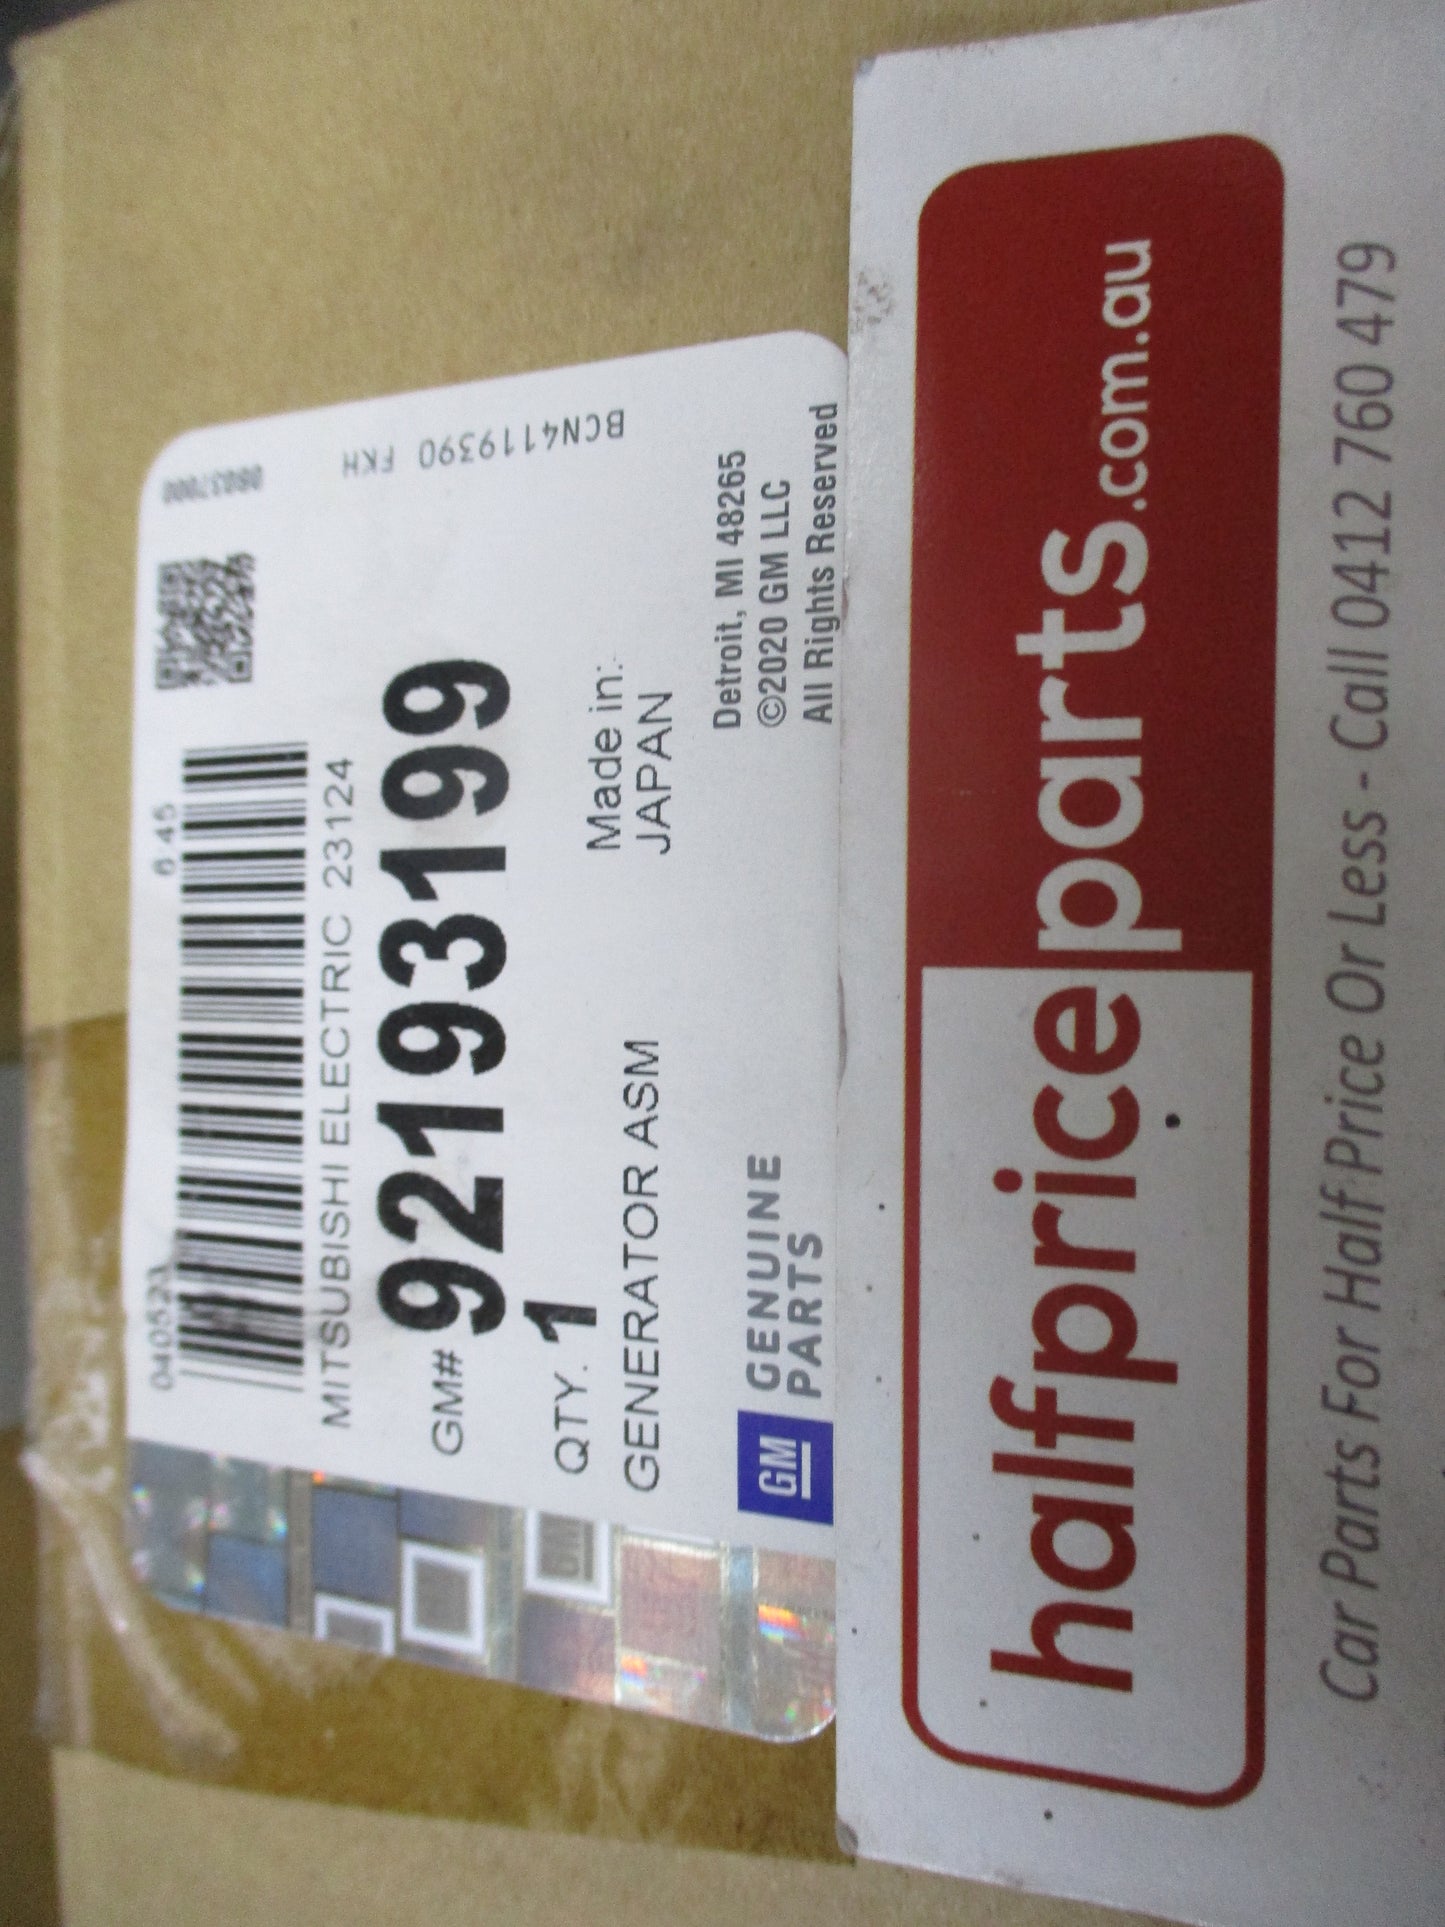 040523 6 45
MITSUBISHI ELECTRIC 23124
GM# 92193199
QTY. 1
GENERATOR ASM
Made in:
JAPAN
GM
GENUINE
PARTS
Detroit, MI 48265
©2020 GM LLC
All Rights Reserved
08037000
BCN4119390 FKH
halfpriceparts.com.au
Car Parts For Half Price Or Less - Call 0412 760 479